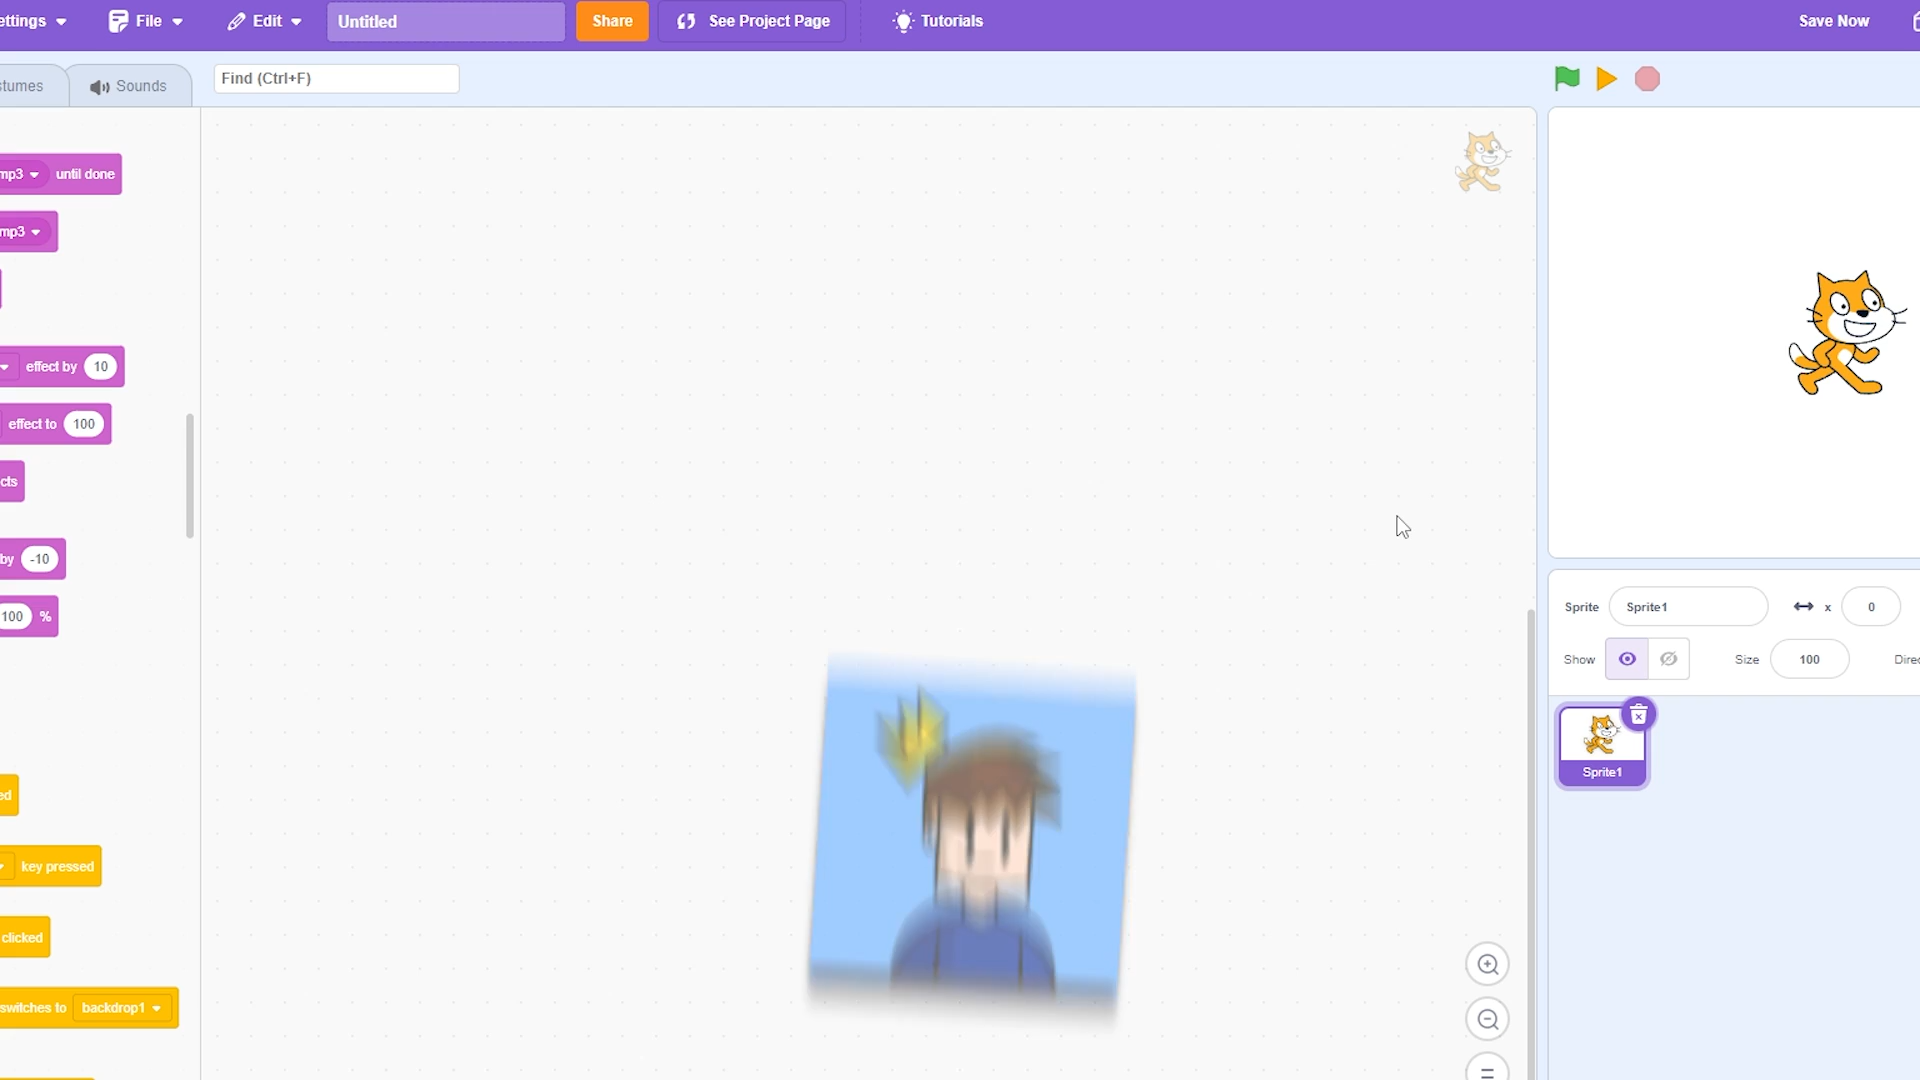 ettings File Edit Untitled Share See Project Page Tutorials Save Now
stumes Sounds Find (Ctrl+F)
mp3 until done
mp3
effect by 10
effect to 100
cts
by -10
100 %
ed
key pressed
clicked
switches to backdrop1
Sprite Sprite1 x 0
Show Size 100 Direc
Sprite1